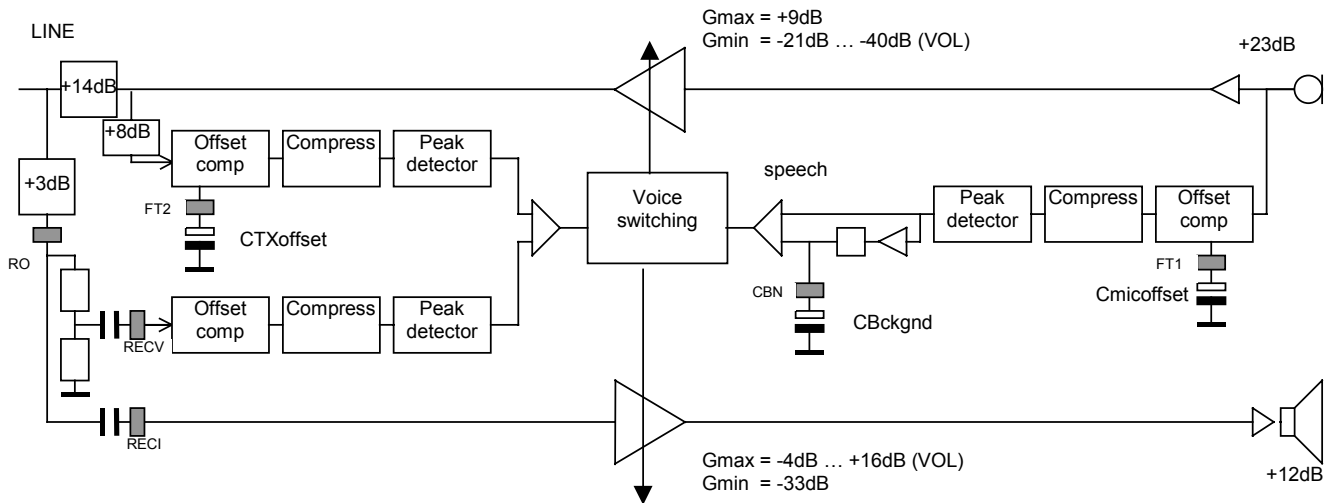 Gmax = +9dB
LINE
Gmin = -21dB … -40dB (VOL)
+23dB
+14dB
+8dB
Offset
comp
Compress
Peak
detector
+3dB
speech
Voice
switching
Peak
detector
Compress
Offset
comp
FT2
CTXoffset
RO
FT1
CBN
Cmicoffset
CBckgnd
Offset
comp
Compress
Peak
detector
RECV
RECI
Gmax = -4dB … +16dB (VOL)
Gmin = -33dB
+12dB